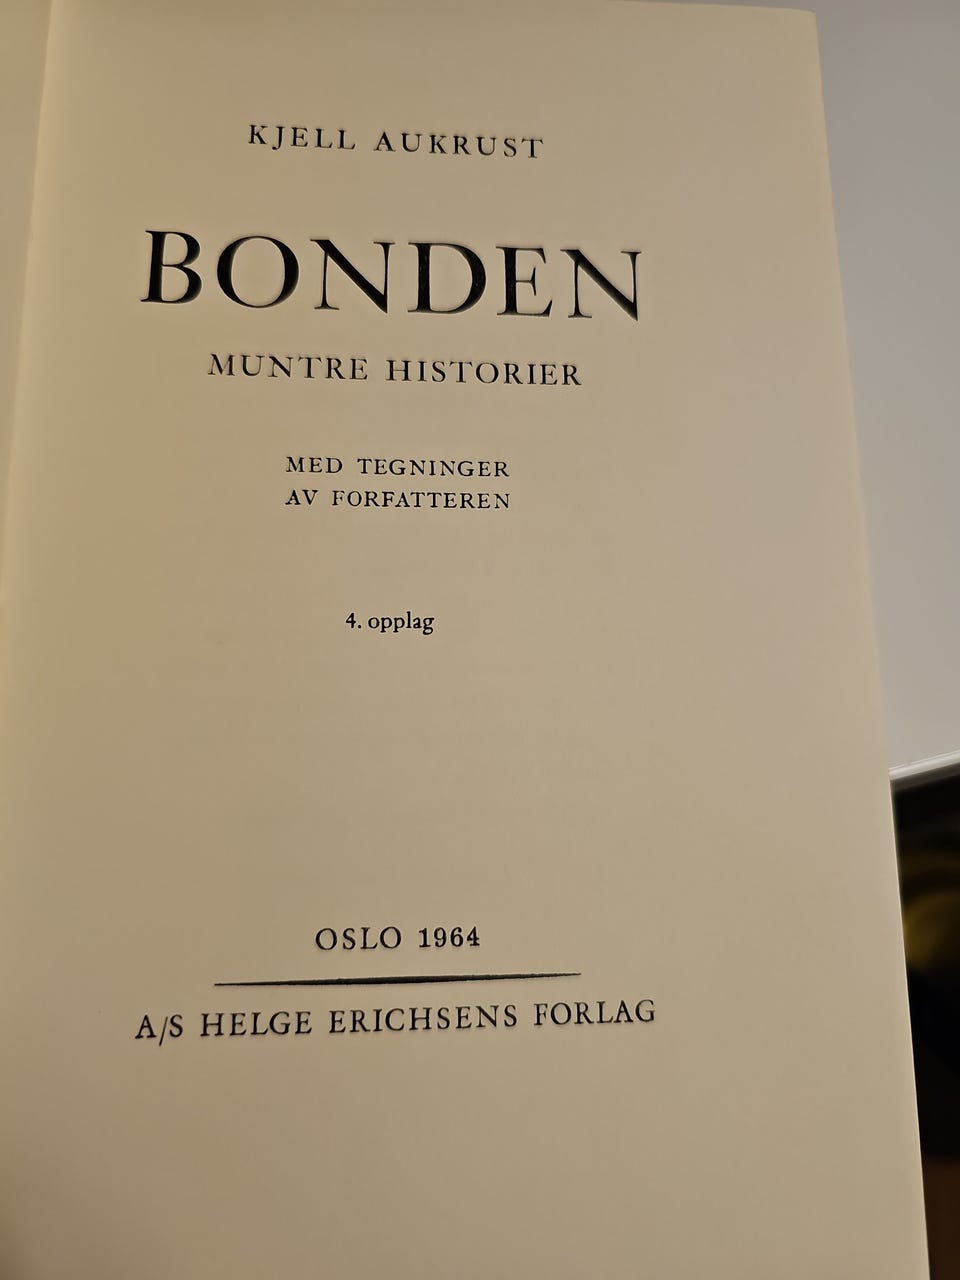 KJELL AUKRUST
BONDEN
MUNTRE HISTORIER
MED TEGNINGER
AV FORFATTEREN
4. opplag
OSLO 1964
A/S HELGE ERICHSENS FORLAG